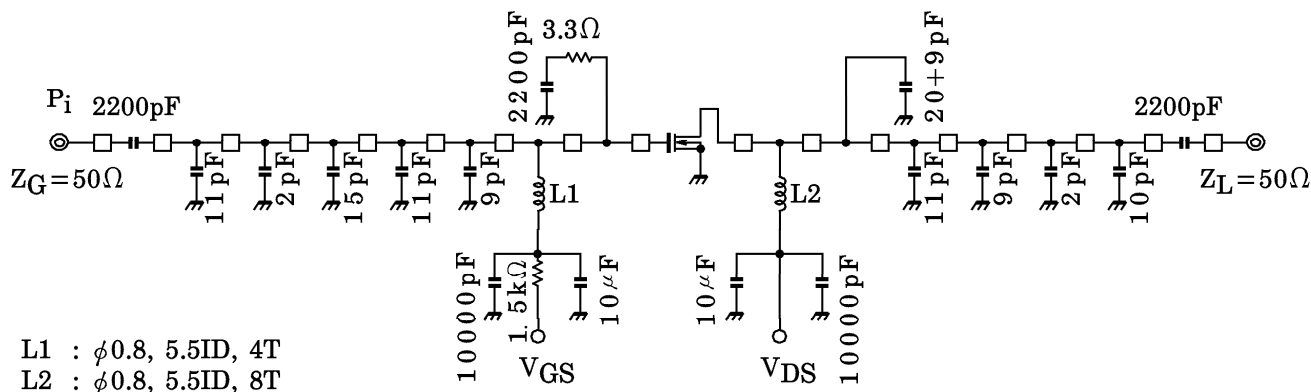 2200pF
3.3Ω
20+9pF
Pi
2200pF
2200pF
ZG=50Ω
11pF
2pF
15pF
11pF
9pF
L1
L2
11pF
9pF
2pF
10pF
ZL=50Ω
10000pF
1.5kΩ
10μF
10μF
10000pF
VGS
VDS
L1 : φ0.8, 5.5ID, 4T
L2 : φ0.8, 5.5ID, 8T